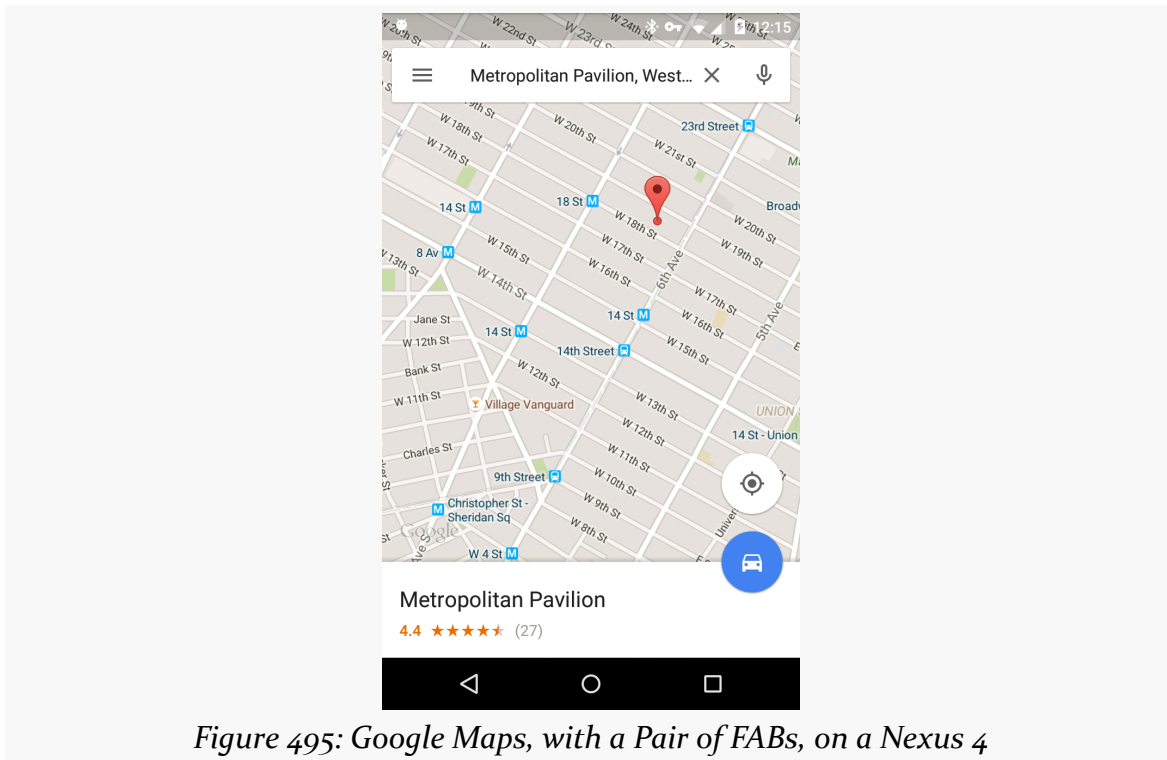 W 22nd St
W 23rd St
W 24th St
12:15
Metropolitan Pavilion, West...
23rd Street
W 18th St
W 20th St
W 17th St
W 21st St
14 St
18 St
W 18th St
Broadw
W 20th St
8 Av
W 15th St
W 17th St
W 19th St
W 13th St
W 14th St
W 16th St
6th Ave
W 17th St
14 St
Jane St
14 St
W 16th St
5th Ave
W 12th St
14th Street
W 15th St
Bank St
W 12th St
W 11th St
Village Vanguard
W 13th St
UNION
W 12th St
14 St - Union
Charles St
W 11th St
9th Street
W 10th St
Christopher St -
Sheridan Sq
W 9th St
Univer
Google
W 8th St
W 4 St
Metropolitan Pavilion
4.4 ★★★★ (27)
Figure 495: Google Maps, with a Pair of FABs, on a Nexus 4